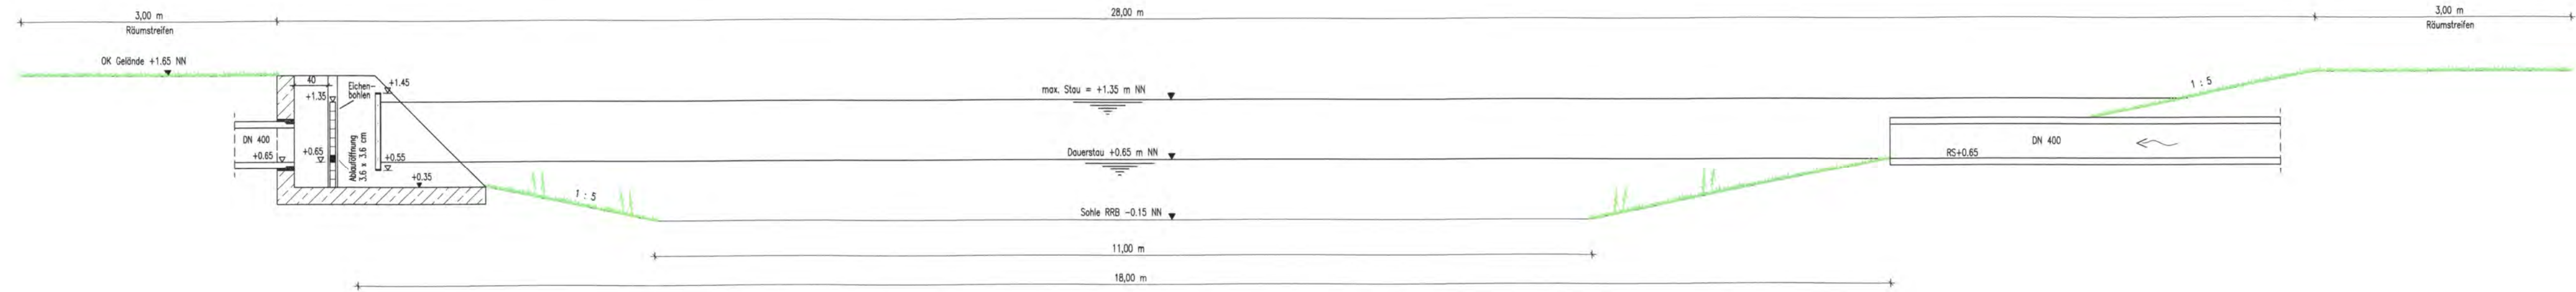 3,00 m
Räumstreifen
28,00 m
3,00 m
Räumstreifen
OK Gelände +1.65 NN
40
+1.35
Eichen-
bohlen
+1.45
max. Stau = +1.35 m NN
1 : 5
DN 400
+0.65
+0.65
Ablauföffnung
3.6 x 3.6 cm
+0.55
+0.35
Dauerstau +0.65 m NN
DN 400
RS+0.65
1 : 5
Sohle RRB -0.15 NN
11,00 m
18,00 m